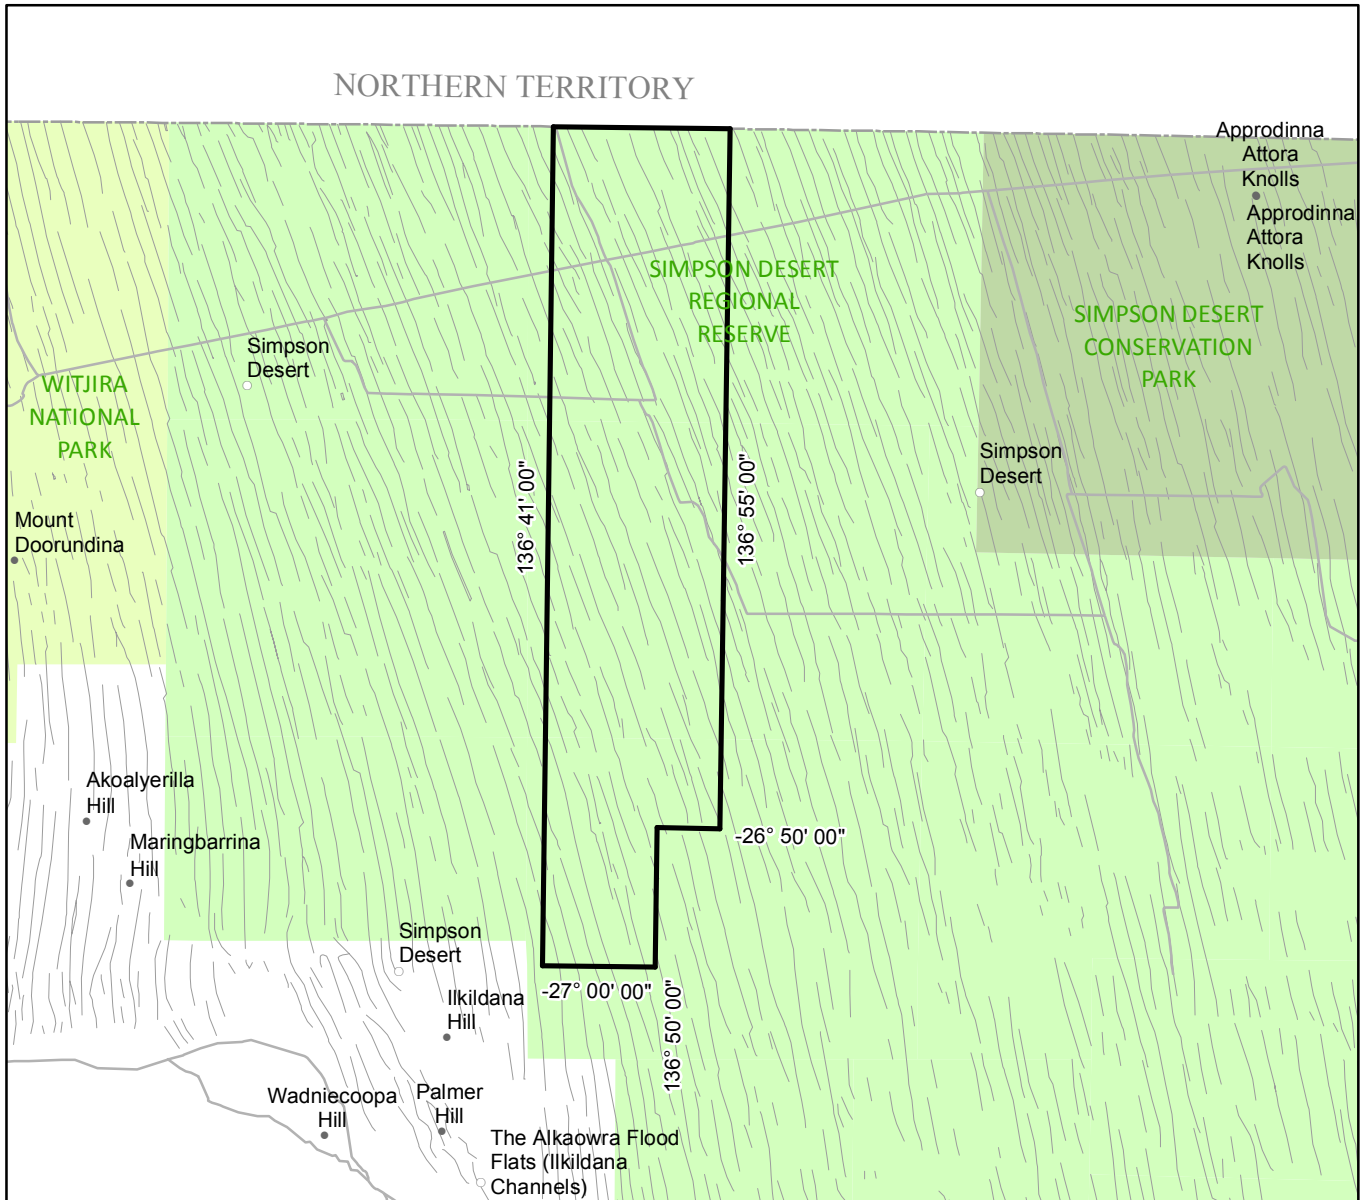 NORTHERN TERRITORY
Approdinna
Attora
Knolls
Approdinna
Attora
Knolls
SIMPSON DESERT
REGIONAL
RESERVE
SIMPSON DESERT
CONSERVATION
PARK
Simpson
Desert
WITJIRA
NATIONAL
PARK
Simpson
Desert
136° 41' 00"
136° 55' 00"
Mount
Doorundina
Akoalyerilla
Hill
Maringbarrina
Hill
-26° 50' 00"
Simpson
Desert
-27° 00' 00"
136° 50' 00"
Ilkildana
Hill
Wadniecoopa
Hill
Palmer
Hill
The Alkaowra Flood
Flats (Ilkildana
Channels)